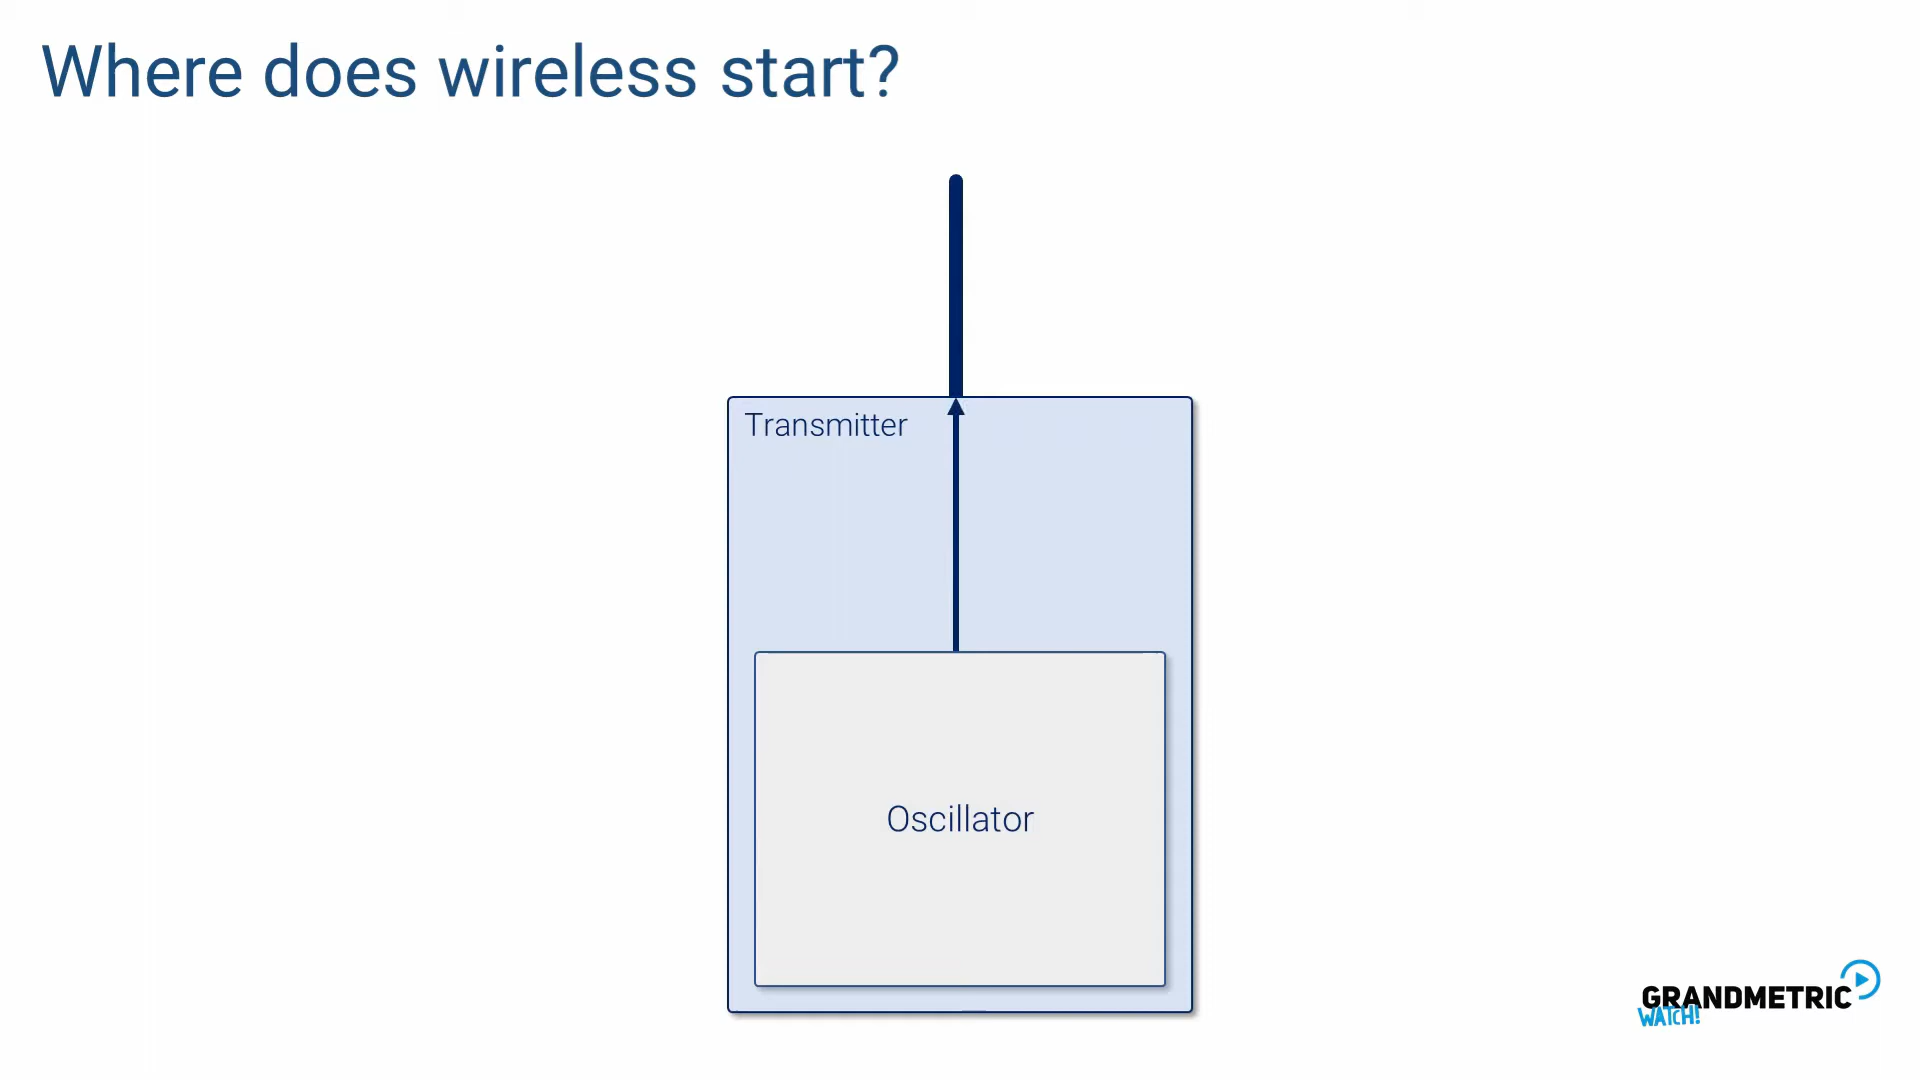 Where does wireless start?
Transmitter
Oscillator
GRANDMETRIC
WATCH!